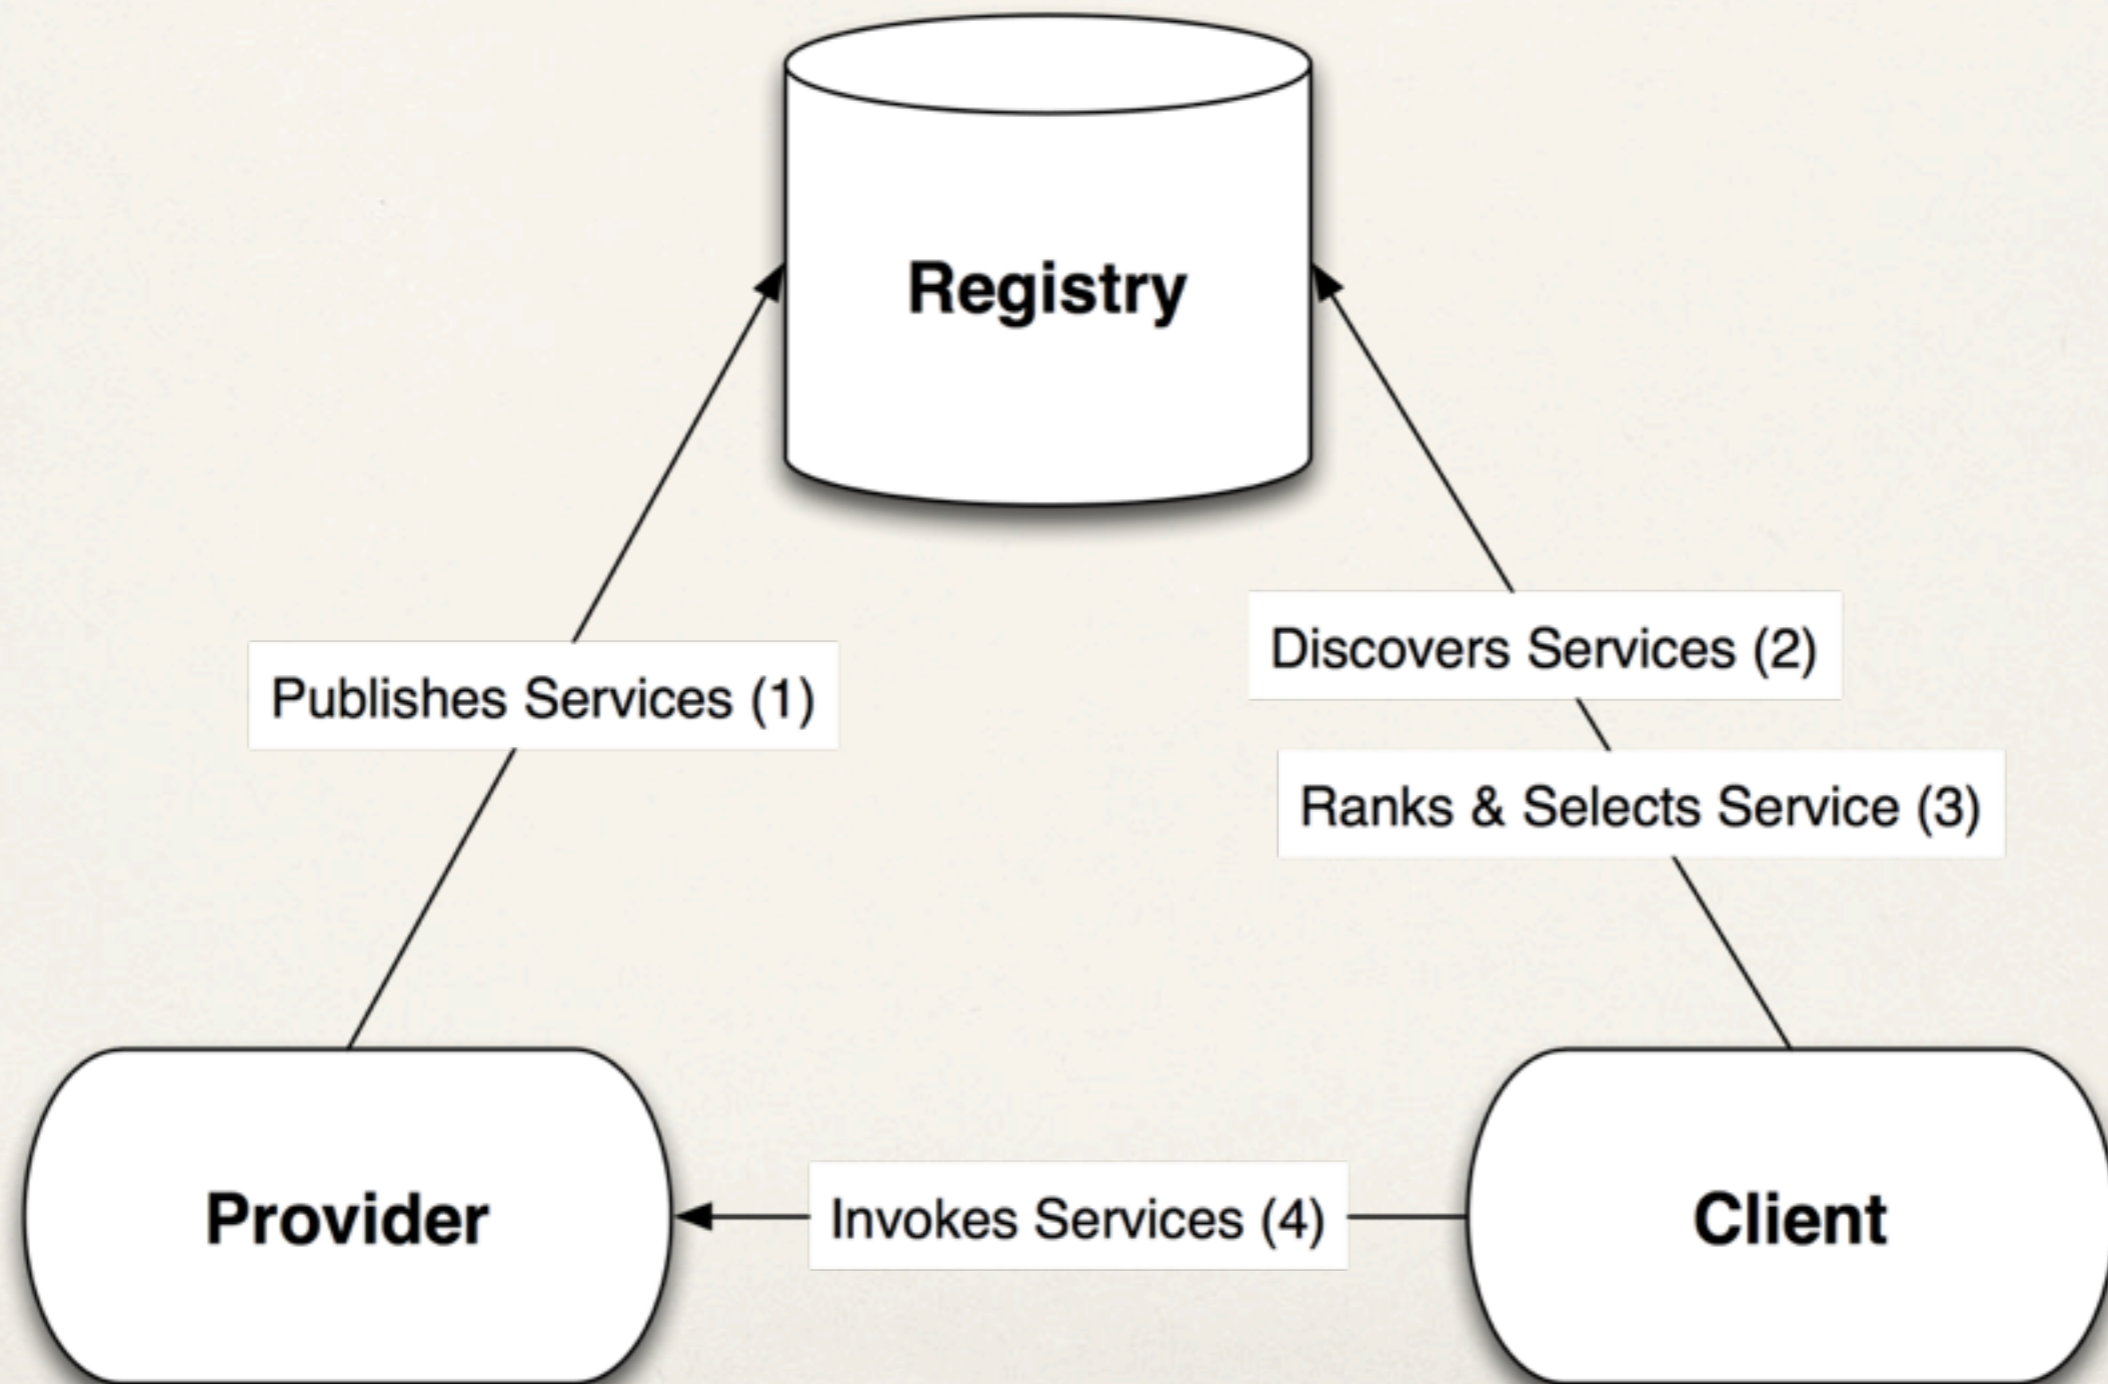 Registry
Publishes Services (1)
Discovers Services (2)
Ranks & Selects Service (3)
Provider
Invokes Services (4)
Client